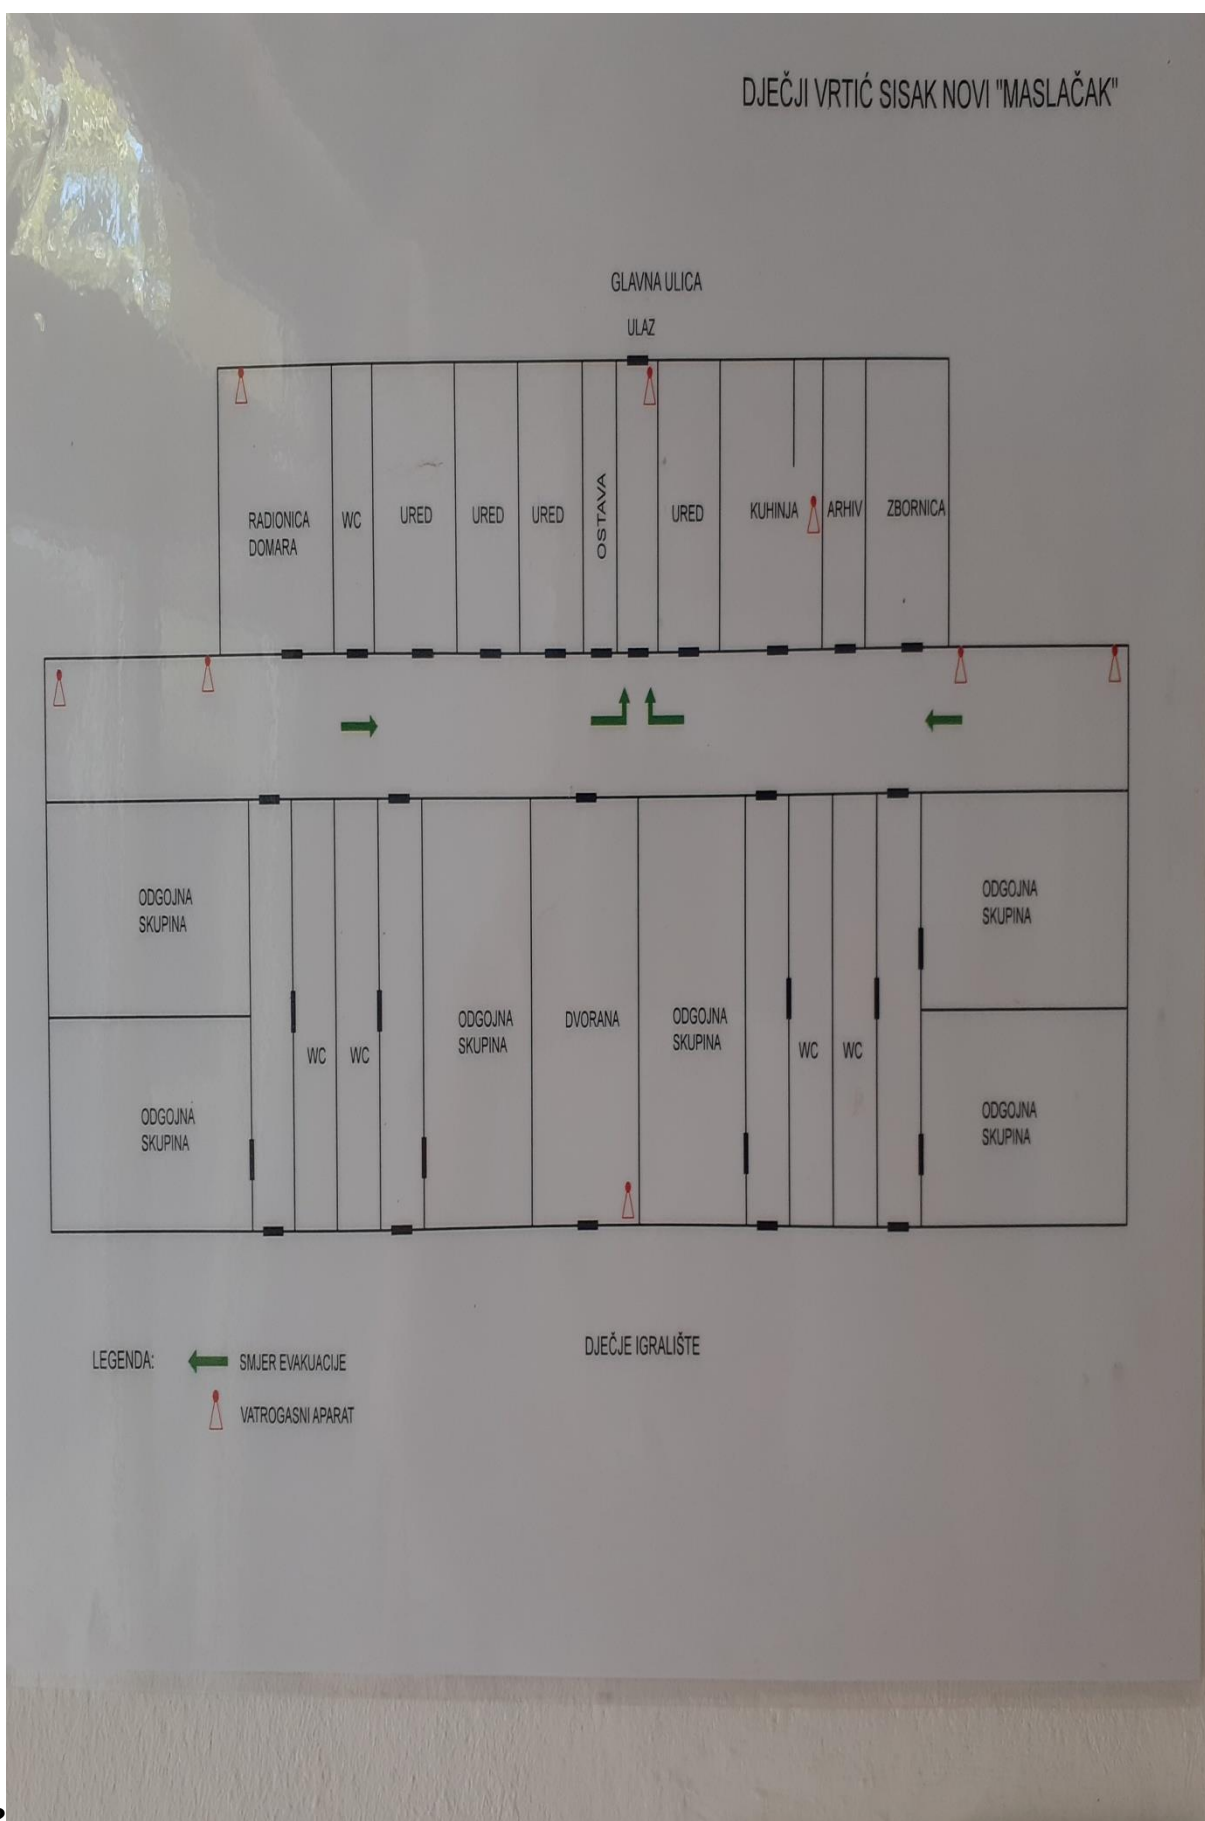 DJEČJI VRTIĆ SISAK NOVI "MASLAČAK"
GLAVNA ULICA
ULAZ
RADIONICA
DOMARA
WC
URED
URED
URED
OSTAVA
URED
KUHINJA
ARHIV
ZBORNICA
ODGOJNA
SKUPINA
ODGOJNA
SKUPINA
ODGOJNA
SKUPINA
WC
WC
ODGOJNA
SKUPINA
DVORANA
ODGOJNA
SKUPINA
WC
WC
ODGOJNA
SKUPINA
DJEČJE IGRALIŠTE
LEGENDA:
SMJER EVAKUACIJE
VATROGASNI APARAT